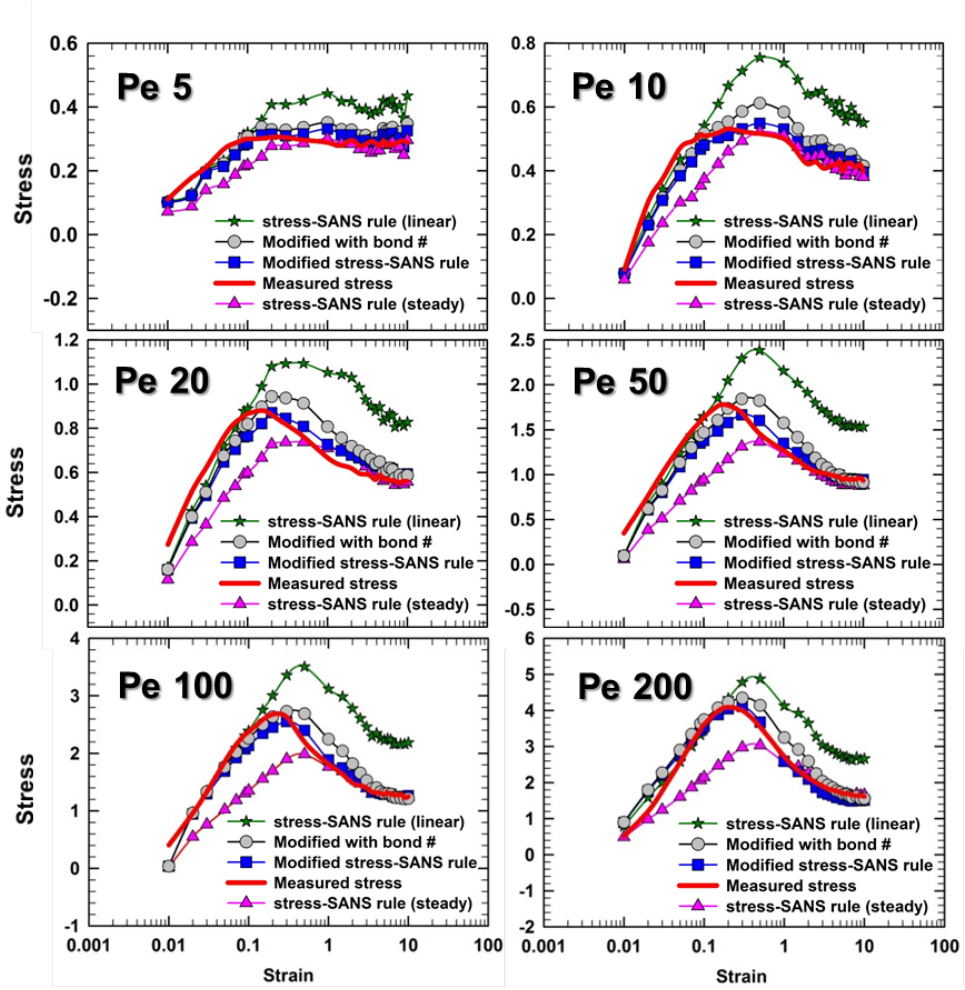 0.6
0.4
0.2
0.0
-0.2
Stress
Pe 5
stress-SANS rule (linear)
Modified with bond #
Modified stress-SANS rule
Measured stress
stress-SANS rule (steady)
0.8
0.6
0.4
0.2
0.0
Stress
Pe 10
stress-SANS rule (linear)
Modified with bond #
Modified stress-SANS rule
Measured stress
stress-SANS rule (steady)
1.2
1.0
0.8
0.6
0.4
0.2
0.0
Stress
Pe 20
stress-SANS rule (linear)
Modified with bond #
Modified stress-SANS rule
Measured stress
stress-SANS rule (steady)
2.5
2.0
1.5
1.0
0.5
0.0
-0.5
Stress
Pe 50
stress-SANS rule (linear)
Modified with bond #
Modified stress-SANS rule
Measured stress
stress-SANS rule (steady)
4
3
2
1
0
-1
Stress
Pe 100
stress-SANS rule (linear)
Modified with bond #
Modified stress-SANS rule
Measured stress
stress-SANS rule (steady)
0.001 0.01 0.1 1 10 100
Strain
6
5
4
3
2
1
0
-1
-2
Stress
Pe 200
stress-SANS rule (linear)
Modified with bond #
Modified stress-SANS rule
Measured stress
stress-SANS rule (steady)
0.001 0.01 0.1 1 10 100
Strain